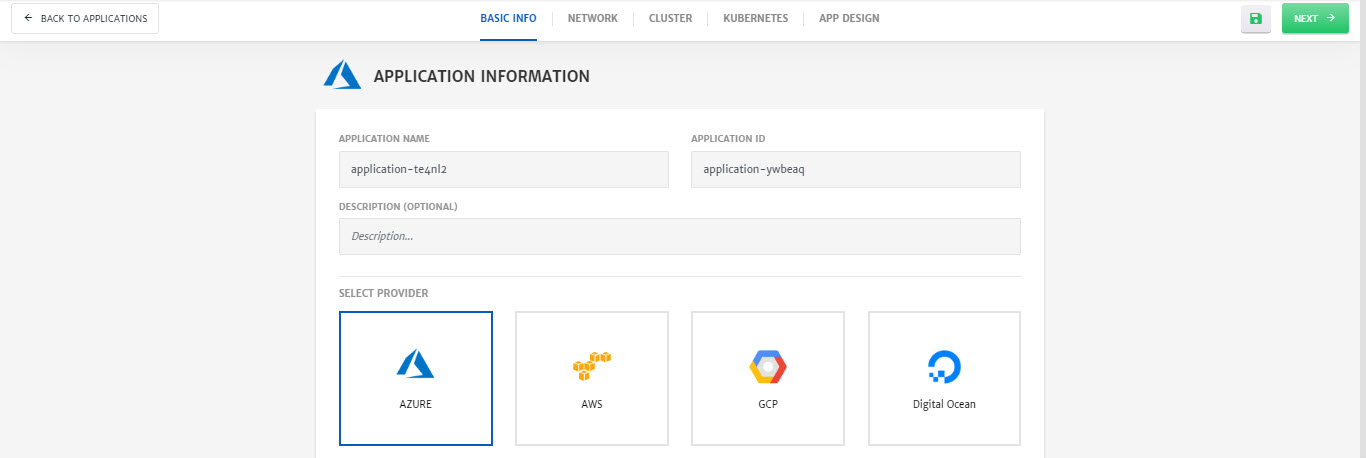 BACK TO APPLICATIONS
BASIC INFO
NETWORK
CLUSTER
KUBERNETES
APP DESIGN
NEXT
APPLICATION INFORMATION
APPLICATION NAME
APPLICATION ID
application-te4nl2
application-ywbeaq
DESCRIPTION (OPTIONAL)
Description...
SELECT PROVIDER
AZURE
AWS
GCP
Digital Ocean